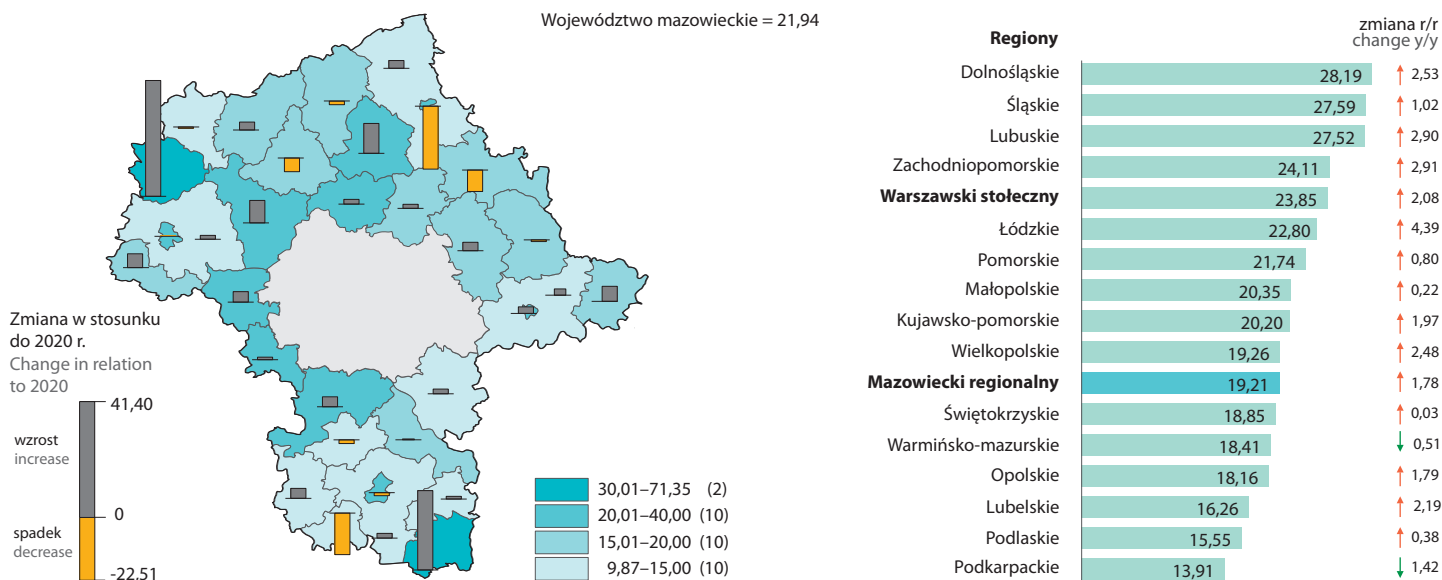 Województwo mazowieckie = 21,94
Zmiana w stosunku
do 2020 r.
Change in relation
to 2020
41,40
wzrost
increase
0
spadek
decrease
-22,51
30,01–71,35 (2)
20,01–40,00 (10)
15,01–20,00 (10)
9,87–15,00 (10)
Regiony
zmiana r/r
change y/y
Dolnośląskie 28,19 2,53
Śląskie 27,59 1,02
Lubuskie 27,52 2,90
Zachodniopomorskie 24,11 2,91
Warszawski stołeczny 23,85 2,08
Łódzkie 22,80 4,39
Pomorskie 21,74 0,80
Małopolskie 20,35 0,22
Kujawsko-pomorskie 20,20 1,97
Wielkopolskie 19,26 2,48
Mazowiecki regionalny 19,21 1,78
Świętokrzyskie 18,85 0,03
Warmińsko-mazurskie 18,41 0,51
Opolskie 18,16 1,79
Lubelskie 16,26 2,19
Podlaskie 15,55 0,38
Podkarpackie 13,91 1,42